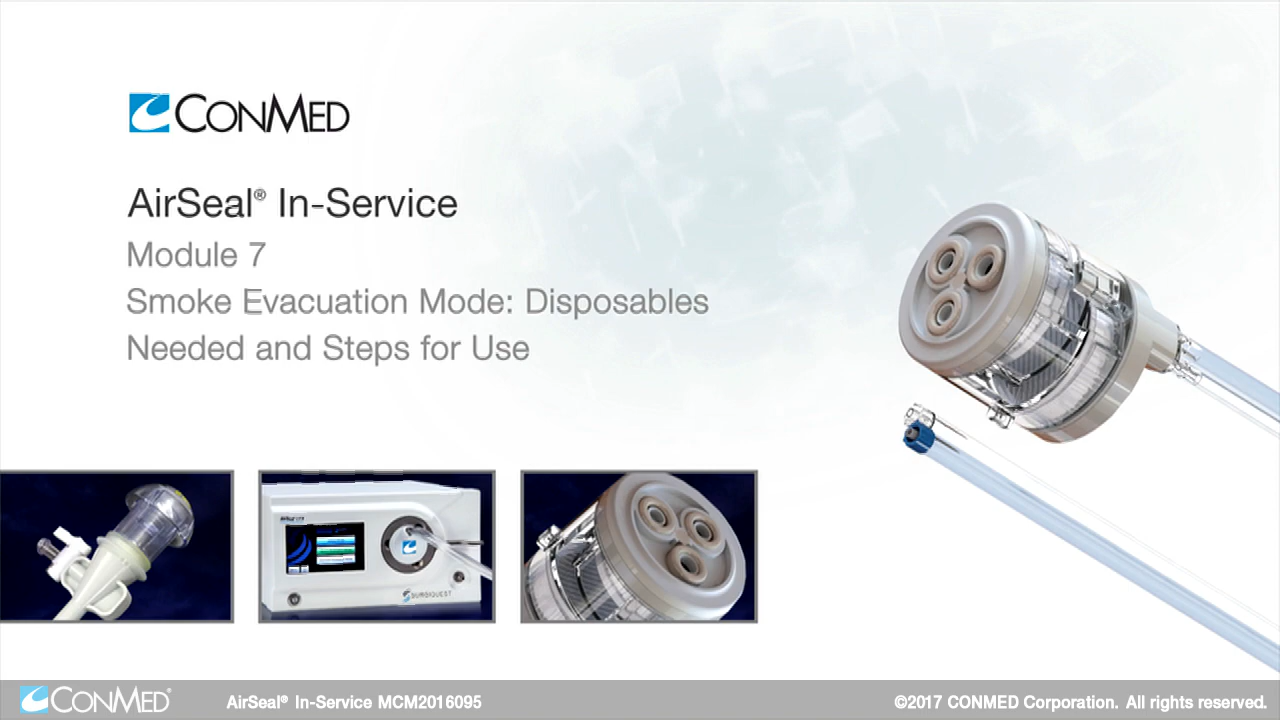 CONMED
AirSeal® In-Service
Module 7
Smoke Evacuation Mode: Disposables
Needed and Steps for Use
SURGIQUEST
CONMED®
AirSeal® In-Service MCM2016095
©2017 CONMED Corporation. All rights reserved.